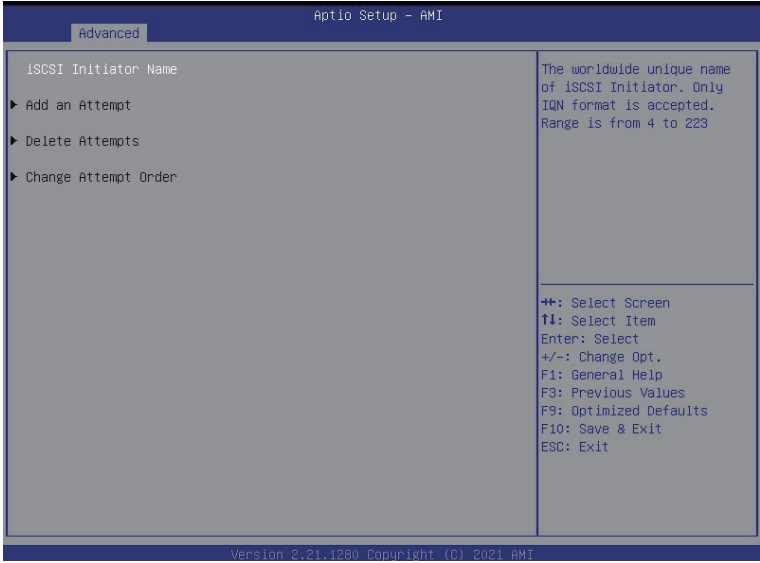 Aptio Setup – AMI
Advanced
iSCSI Initiator Name
▶ Add an Attempt
▶ Delete Attempts
▶ Change Attempt Order
The worldwide unique name
of iSCSI Initiator. Only
IQN format is accepted.
Range is from 4 to 223
→←: Select Screen
↑↓: Select Item
Enter: Select
+/-: Change Opt.
F1: General Help
F3: Previous Values
F9: Optimized Defaults
F10: Save & Exit
ESC: Exit
Version 2.21.1280 Copyright (C) 2021 AMI